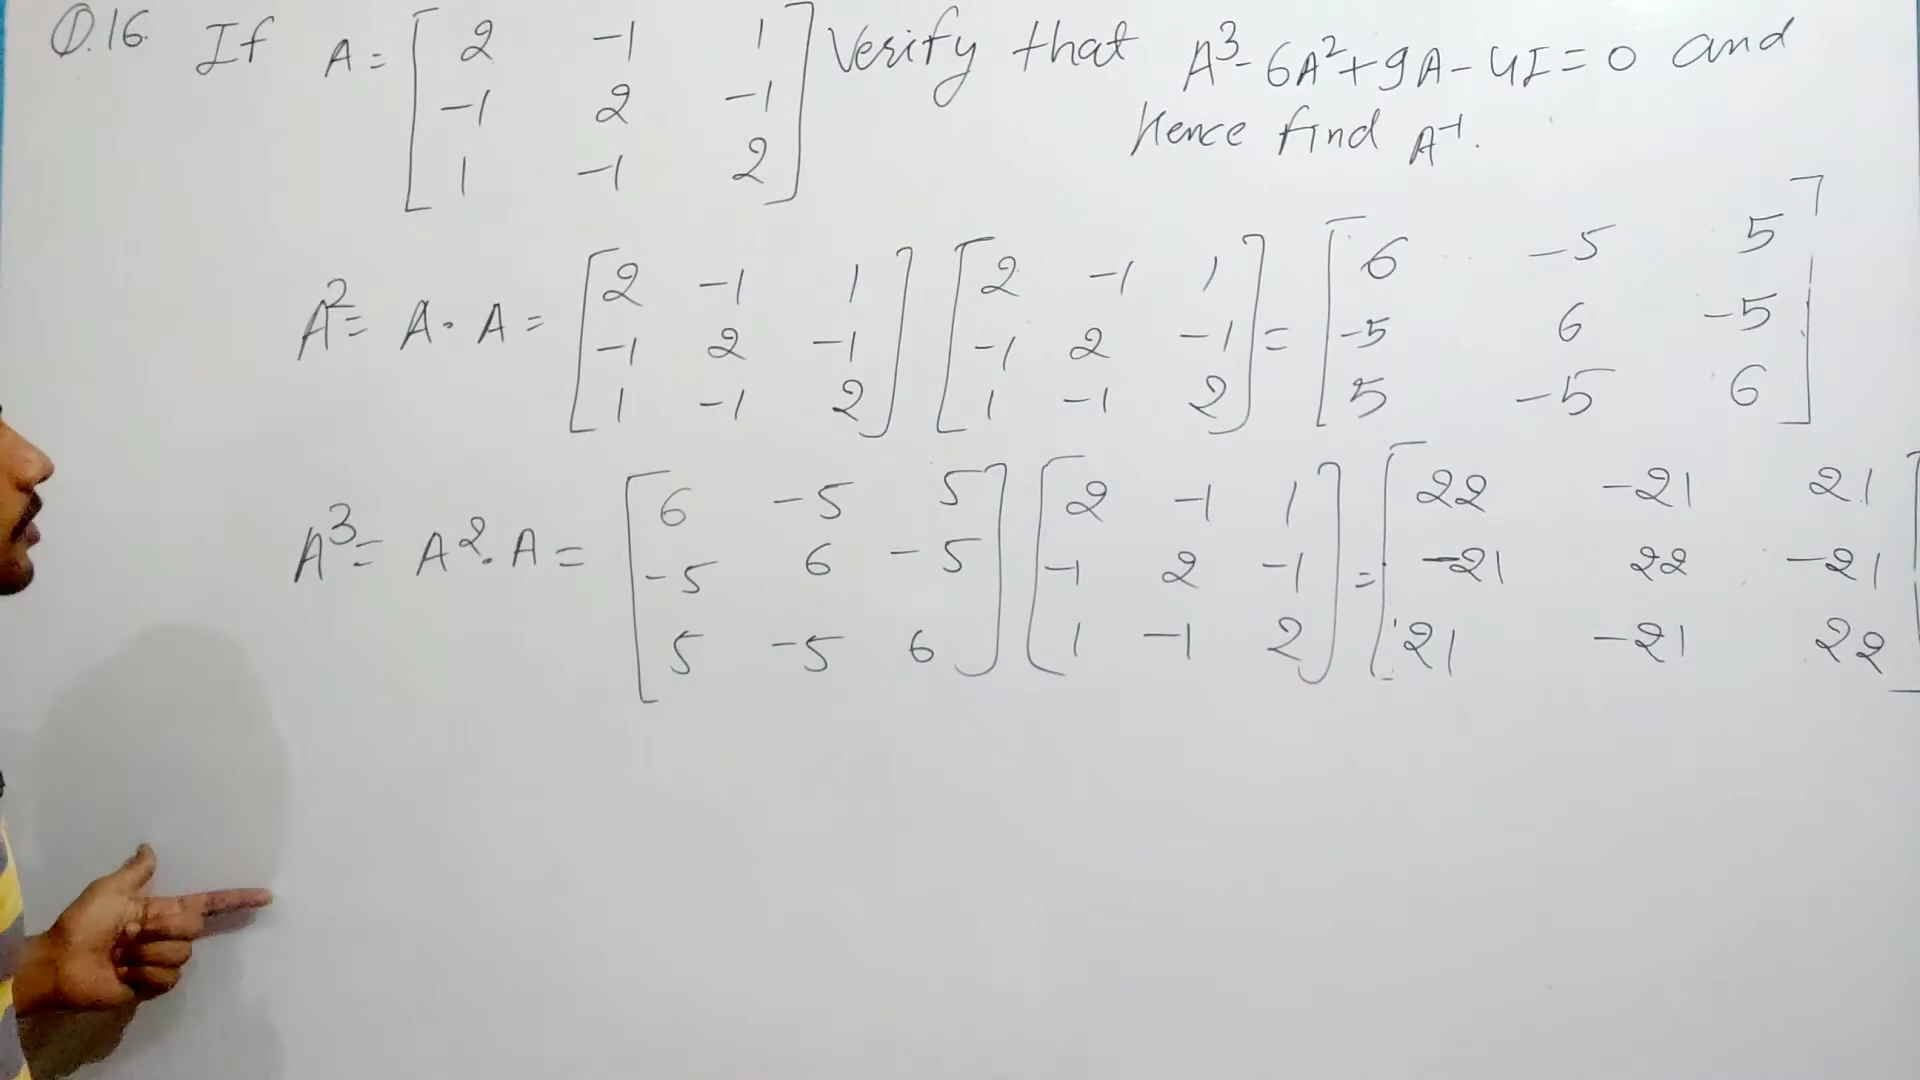 Q.16. If A = [ 2 -1 1 ] Verify that A³- 6A²+9A-4I=0 and
-1 2 -1 hence find A⁻¹.
1 -1 2
2 -1 1 2 -1 1 6 -5 5
A²= A·A= -1 2 -1 -1 2 -1 = -5 6 -5
1 -1 2 1 -1 2 5 -5 6
6 -5 5 2 -1 1 22 -21 21
A³= A²·A= -5 6 -5 -1 2 -1 = -21 22 -21
5 -5 6 1 -1 2 21 -21 22